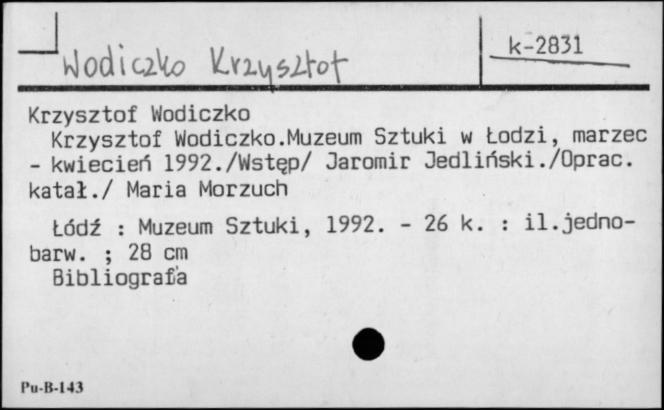 Wodiczko Krzysztof
k-2831
Krzysztof Wodiczko
Krzysztof Wodiczko.Muzeum Sztuki w Łodzi, marzec
- kwiecień 1992./Wstęp/ Jaromir Jedliński./Oprac.
katał./ Maria Morzuch
Łódź : Muzeum Sztuki, 1992. - 26 k. : il.jedno-
barw. ; 28 cm
Bibliografia
Pu-B-143